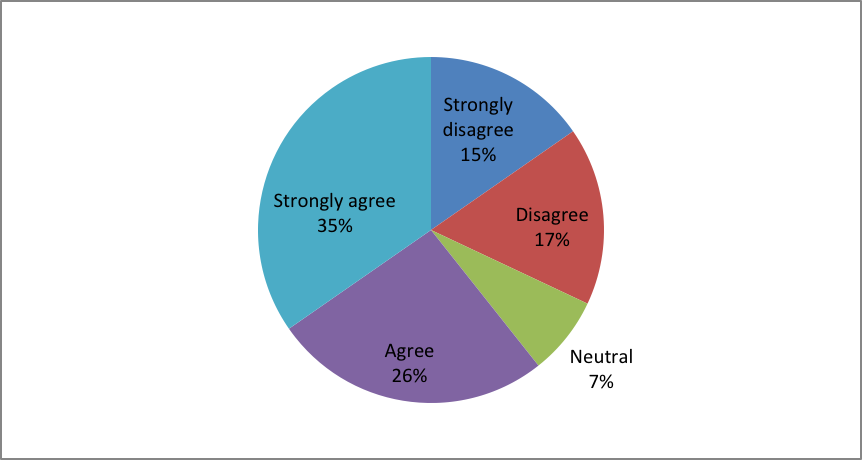 Strongly
disagree
15%
Disagree
17%
Neutral
7%
Agree
26%
Strongly agree
35%